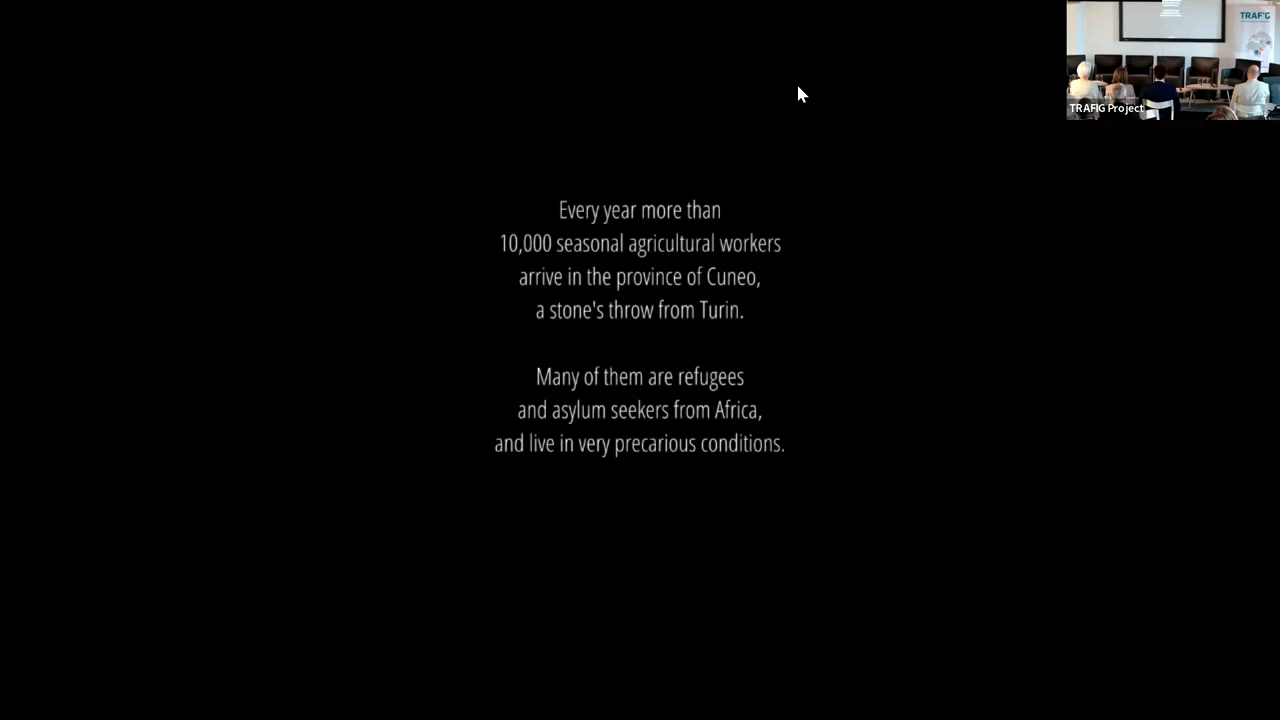 Every year more than
10,000 seasonal agricultural workers
arrive in the province of Cuneo,
a stone's throw from Turin.
Many of them are refugees
and asylum seekers from Africa,
and live in very precarious conditions.
TRAFIG
TRAFIG Project